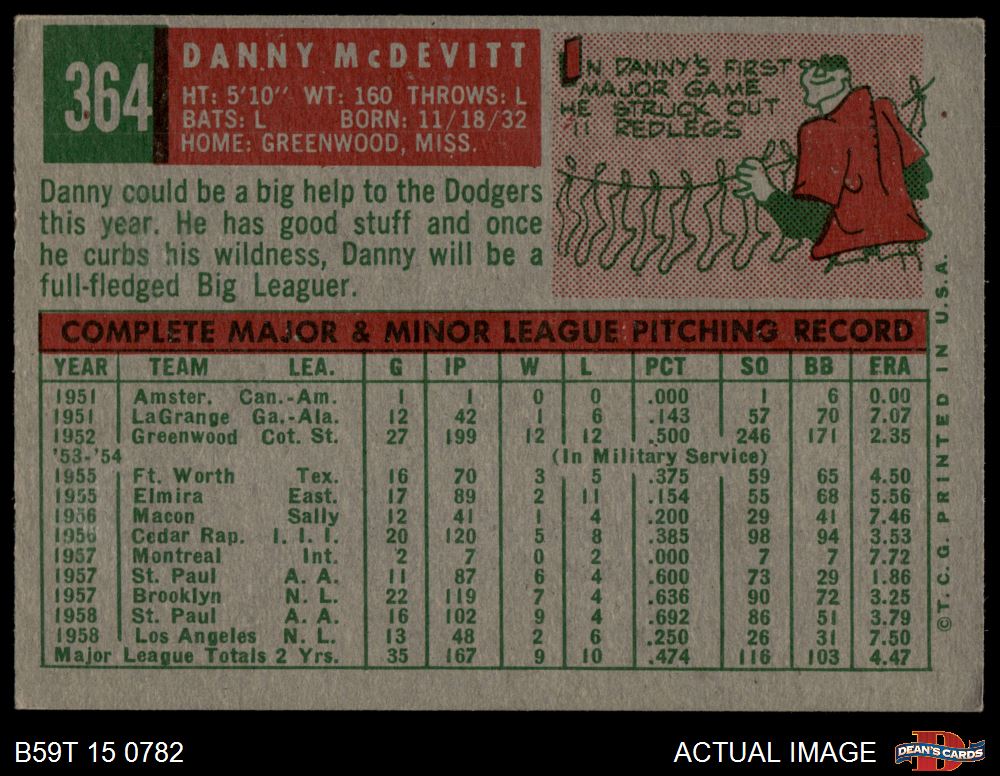 364
DANNY McDEVITT
HT: 5'10" WT: 160 THROWS: L
BATS: L BORN: 11/18/32
HOME: GREENWOOD, MISS.
IN DANNY'S FIRST
MAJOR GAME
HE STRUCK OUT
11 REDLEGS
Danny could be a big help to the Dodgers
this year. He has good stuff and once
he curbs his wildness, Danny will be a
full-fledged Big Leaguer.
COMPLETE MAJOR & MINOR LEAGUE PITCHING RECORD
YEAR TEAM LEA. G IP W L PCT SO BB ERA
1951 Amster. Can.-Am. 1 1 0 0 .000 1 6 0.00
1951 LaGrange Ga.-Ala. 12 42 1 6 .143 57 70 7.07
1952 Greenwood Cot. St. 27 199 12 12 .500 246 171 2.35
'53-'54 (In Military Service)
1955 Ft. Worth Tex. 16 70 3 5 .375 59 65 4.50
1955 Elmira East. 17 89 2 11 .154 55 68 5.56
1956 Macon Sally 12 41 1 4 .200 29 41 7.46
1956 Cedar Rap. I. I. I. 20 120 5 8 .385 98 94 3.53
1957 Montreal Int. 2 7 0 2 .000 7 7 7.72
1957 St. Paul A. A. 11 87 6 4 .600 73 29 1.86
1957 Brooklyn N. L. 22 119 7 4 .636 90 72 3.25
1958 St. Paul A. A. 16 102 9 4 .692 86 51 3.79
1958 Los Angeles N. L. 13 48 2 6 .250 26 31 7.50
Major League Totals 2 Yrs. 35 167 9 10 .474 116 103 4.47
©T. C. G. PRINTED IN U.S.A.
B59T 15 0782
ACTUAL IMAGE
DEAN'S CARDS